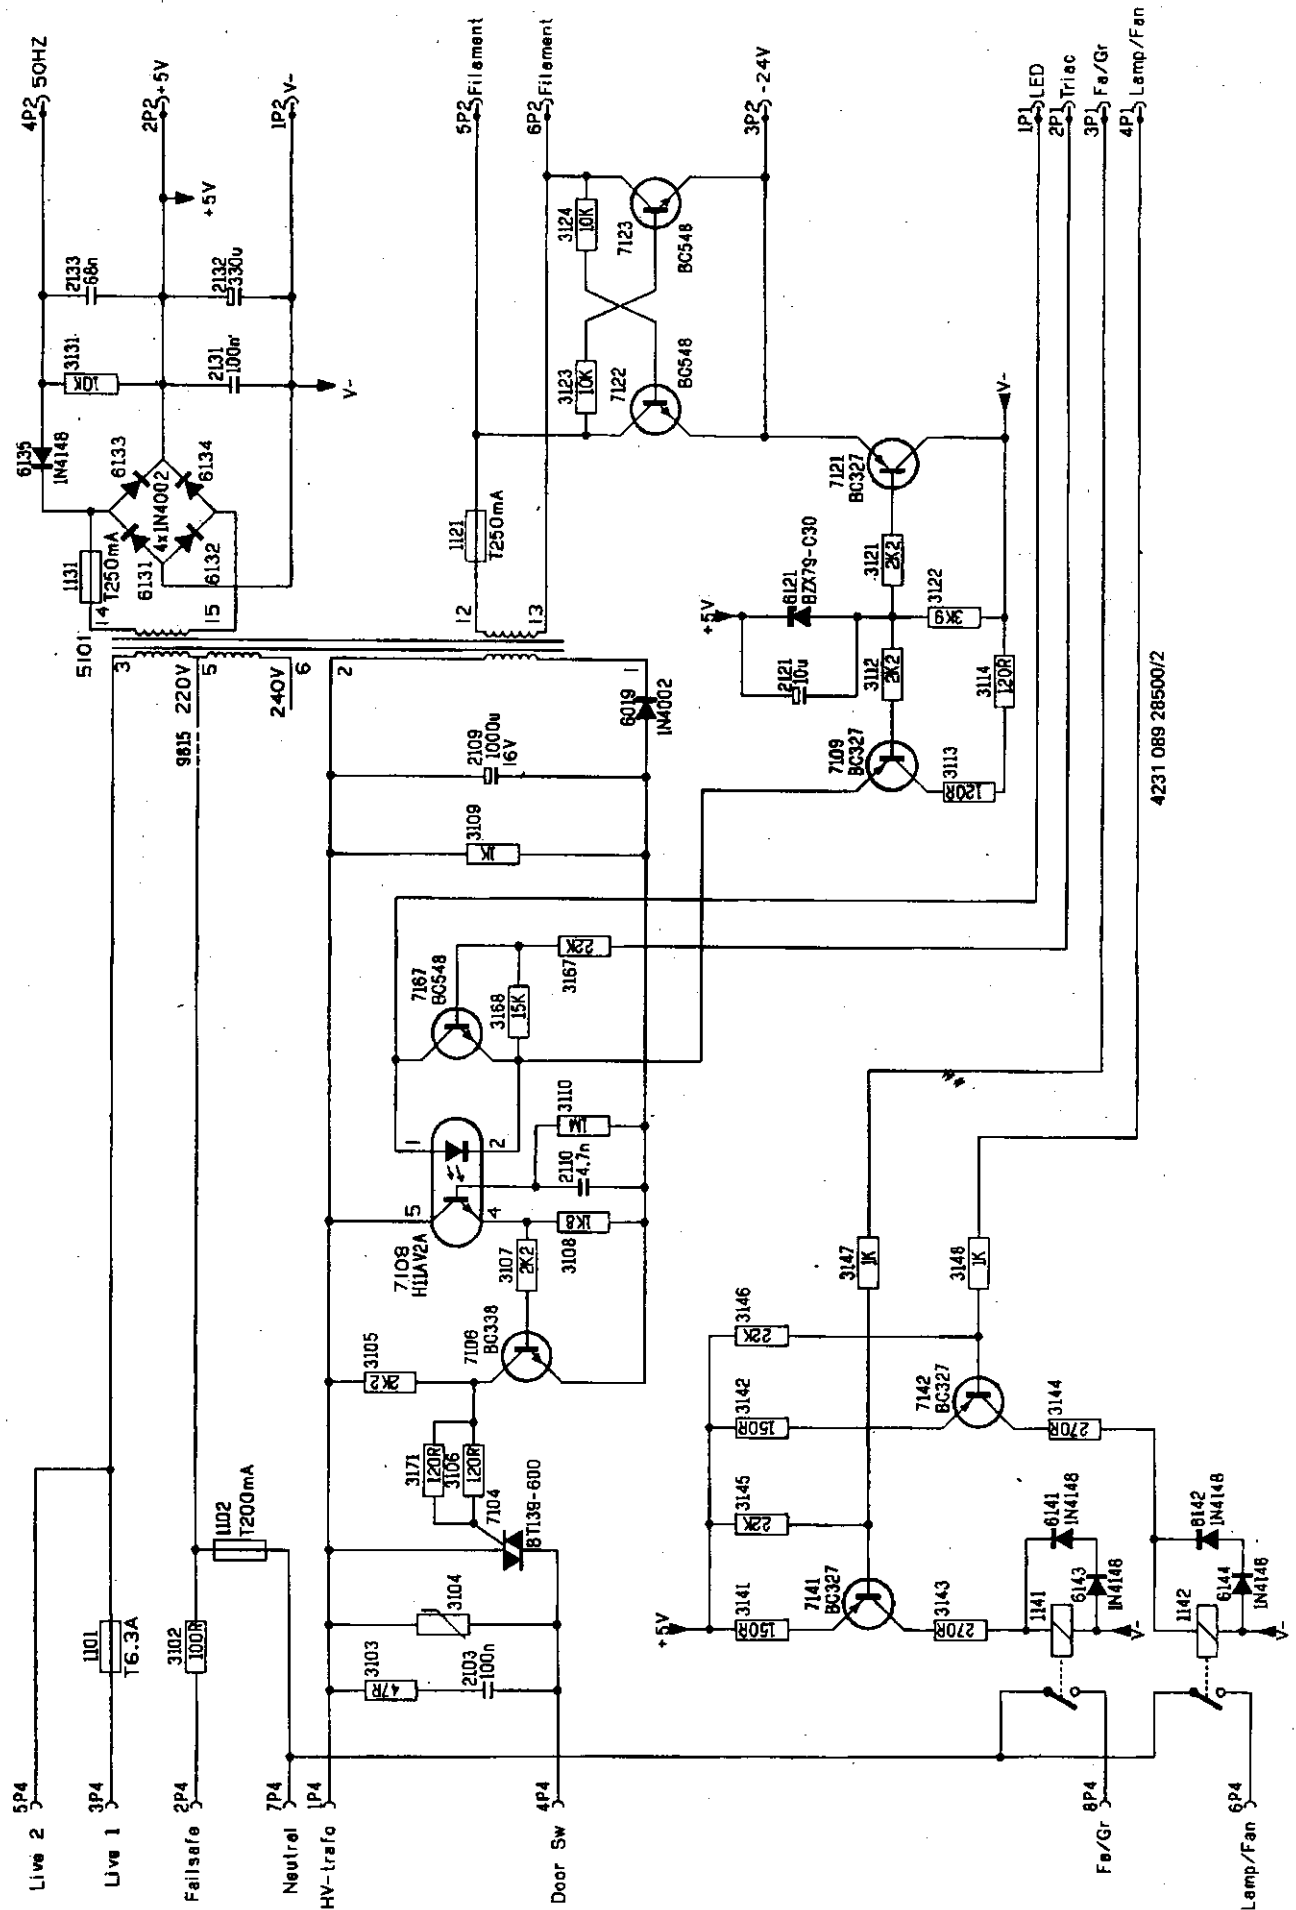 4P2 50HZ
2P2 +5V
1P2 V-
5P2 Filament
6P2 Filament
3P2 -24V
1P1 LED
2P1 Triac
3P1 Fa/Gr
4P1 Lamp/Fan
+5V
2133
68n
2132
330u
3131
10K
2131
100n
V-
6135
1N4148
6133
6134
4x1N4002
6131
6132
1131
T250mA
14
15
5101
3
220V
5
240V
6
9815
3124
10K
7123
BC548
3123
10K
7122
BC548
1121
T250mA
12
13
2
1
6019
1N4002
2109
1000u
16V
3109
1K
7121
BC327
V-
3121
2K2
6121
BZX79-C30
+5V
2121
10u
3122
3K9
3112
2K2
3114
120R
7109
BC327
3113
120R
4231 089 28500/2
7167
BC548
3168
15K
3167
22K
3110
1M
2110
4.7n
1
2
5
4
7108
H11AV2A
3107
2K2
3108
1K8
3105
2K2
7106
BC338
3171
120R
3106
120R
7104
BT139-600
3104
3103
47R
2103
100n
1102
T200mA
1101
T6.3A
3102
100R
3147
1K
3148
1K
3146
22K
3142
150R
7142
BC327
3144
270R
3145
22K
3141
150R
+5V
7141
BC327
3143
270R
6141
1N4148
1141
6143
1N4148
V-
6142
1N4148
1142
6144
1N4148
V-
Live 2 5P4
Live 1 3P4
Failsafe 2P4
Neutral 7P4
HV-trafo 1P4
Door Sw 4P4
Fa/Gr 8P4
Lamp/Fan 6P4